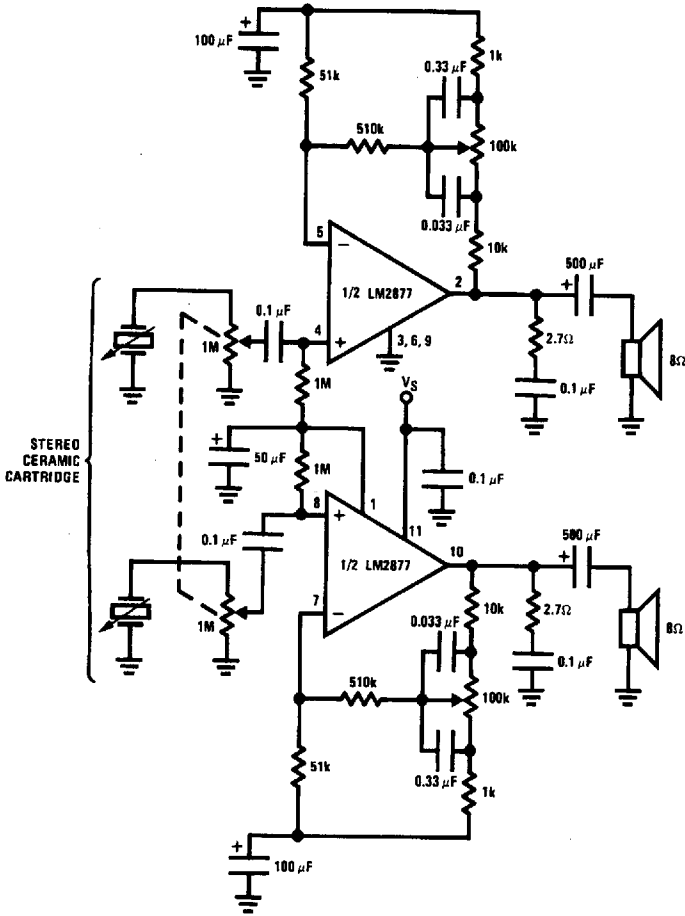 100 µF
+
1k
0.33 µF
51k
510k
100k
0.033 µF
10k
5
−
1/2 LM2877
2
+
500 µF
0.1 µF
4
+
3, 6, 9
1M
2.7Ω
8Ω
1M
0.1 µF
VS
STEREO
CERAMIC
CARTRIDGE
+
50 µF
1M
0.1 µF
8
+
1
11
0.1 µF
1/2 LM2877
10
+
500 µF
7
−
10k
2.7Ω
1M
0.033 µF
8Ω
0.1 µF
510k
100k
51k
0.33 µF
1k
+
100 µF